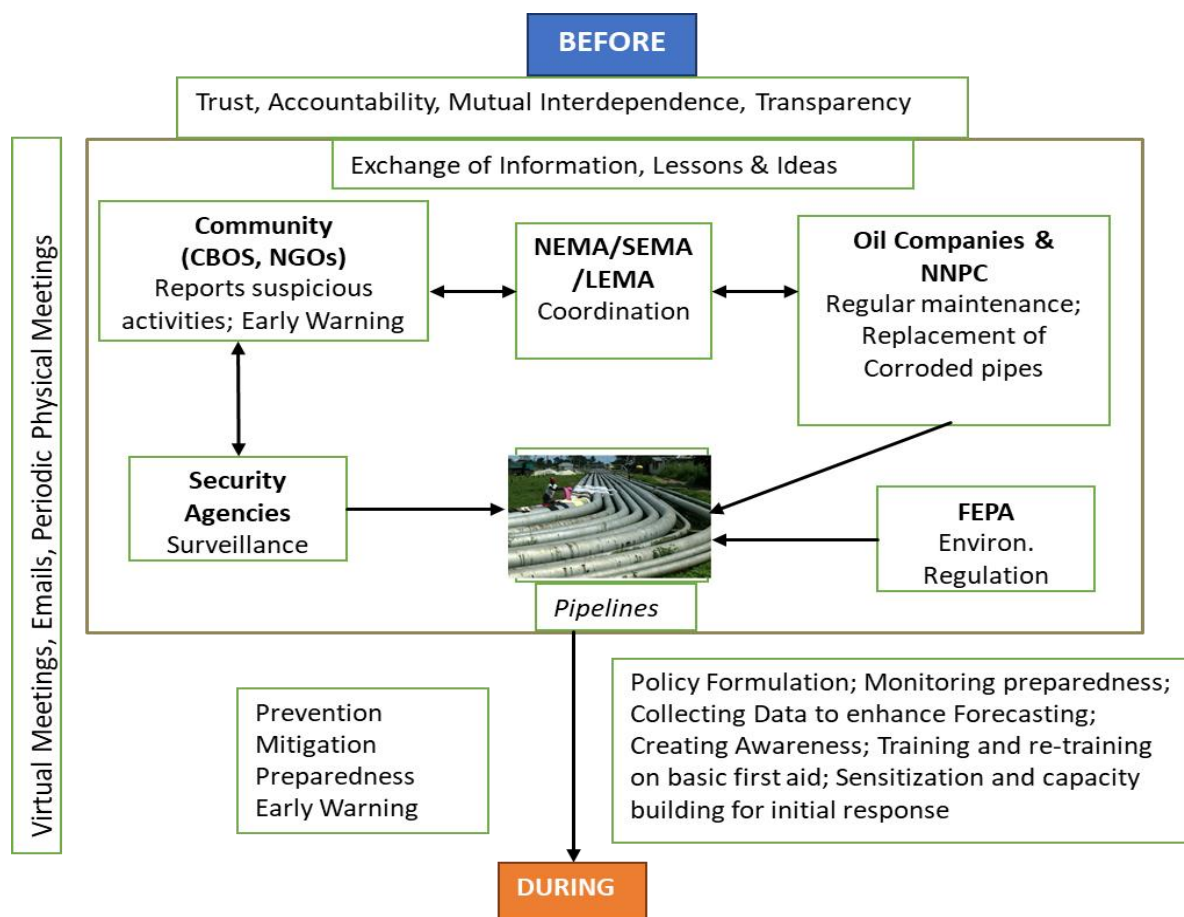 BEFORE
Trust, Accountability, Mutual Interdependence, Transparency
Exchange of Information, Lessons & Ideas
Virtual Meetings, Emails, Periodic Physical Meetings
Community
(CBOS, NGOs)
Reports suspicious
activities; Early Warning
NEMA/SEMA
/LEMA
Coordination
Oil Companies &
NNPC
Regular maintenance;
Replacement of
Corroded pipes
Security
Agencies
Surveillance
FEPA
Environ.
Regulation
Pipelines
Prevention
Mitigation
Preparedness
Early Warning
Policy Formulation; Monitoring preparedness;
Collecting Data to enhance Forecasting;
Creating Awareness; Training and re-training
on basic first aid; Sensitization and capacity
building for initial response
DURING